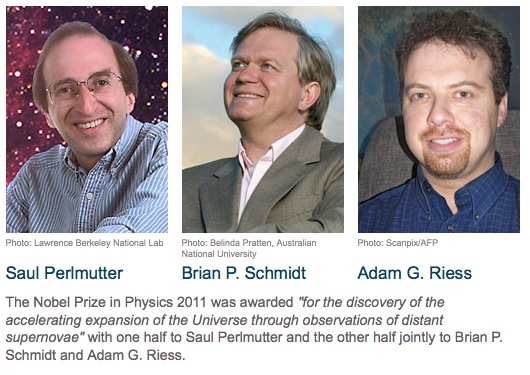 Photo: Lawrence Berkeley National Lab
Photo: Belinda Pratten, Australian
National University
Photo: Scanpix/AFP
Saul Perlmutter
Brian P. Schmidt
Adam G. Riess
The Nobel Prize in Physics 2011 was awarded "for the discovery of the
accelerating expansion of the Universe through observations of distant
supernovae" with one half to Saul Perlmutter and the other half jointly to Brian P.
Schmidt and Adam G. Riess.